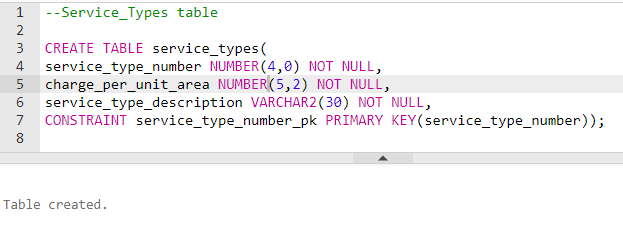 1 --Service_Types table
2
3 CREATE TABLE service_types(
4 service_type_number NUMBER(4,0) NOT NULL,
5 charge_per_unit_area NUMBER(5,2) NOT NULL,
6 service_type_description VARCHAR2(30) NOT NULL,
7 CONSTRAINT service_type_number_pk PRIMARY KEY(service_type_number));
8
Table created.